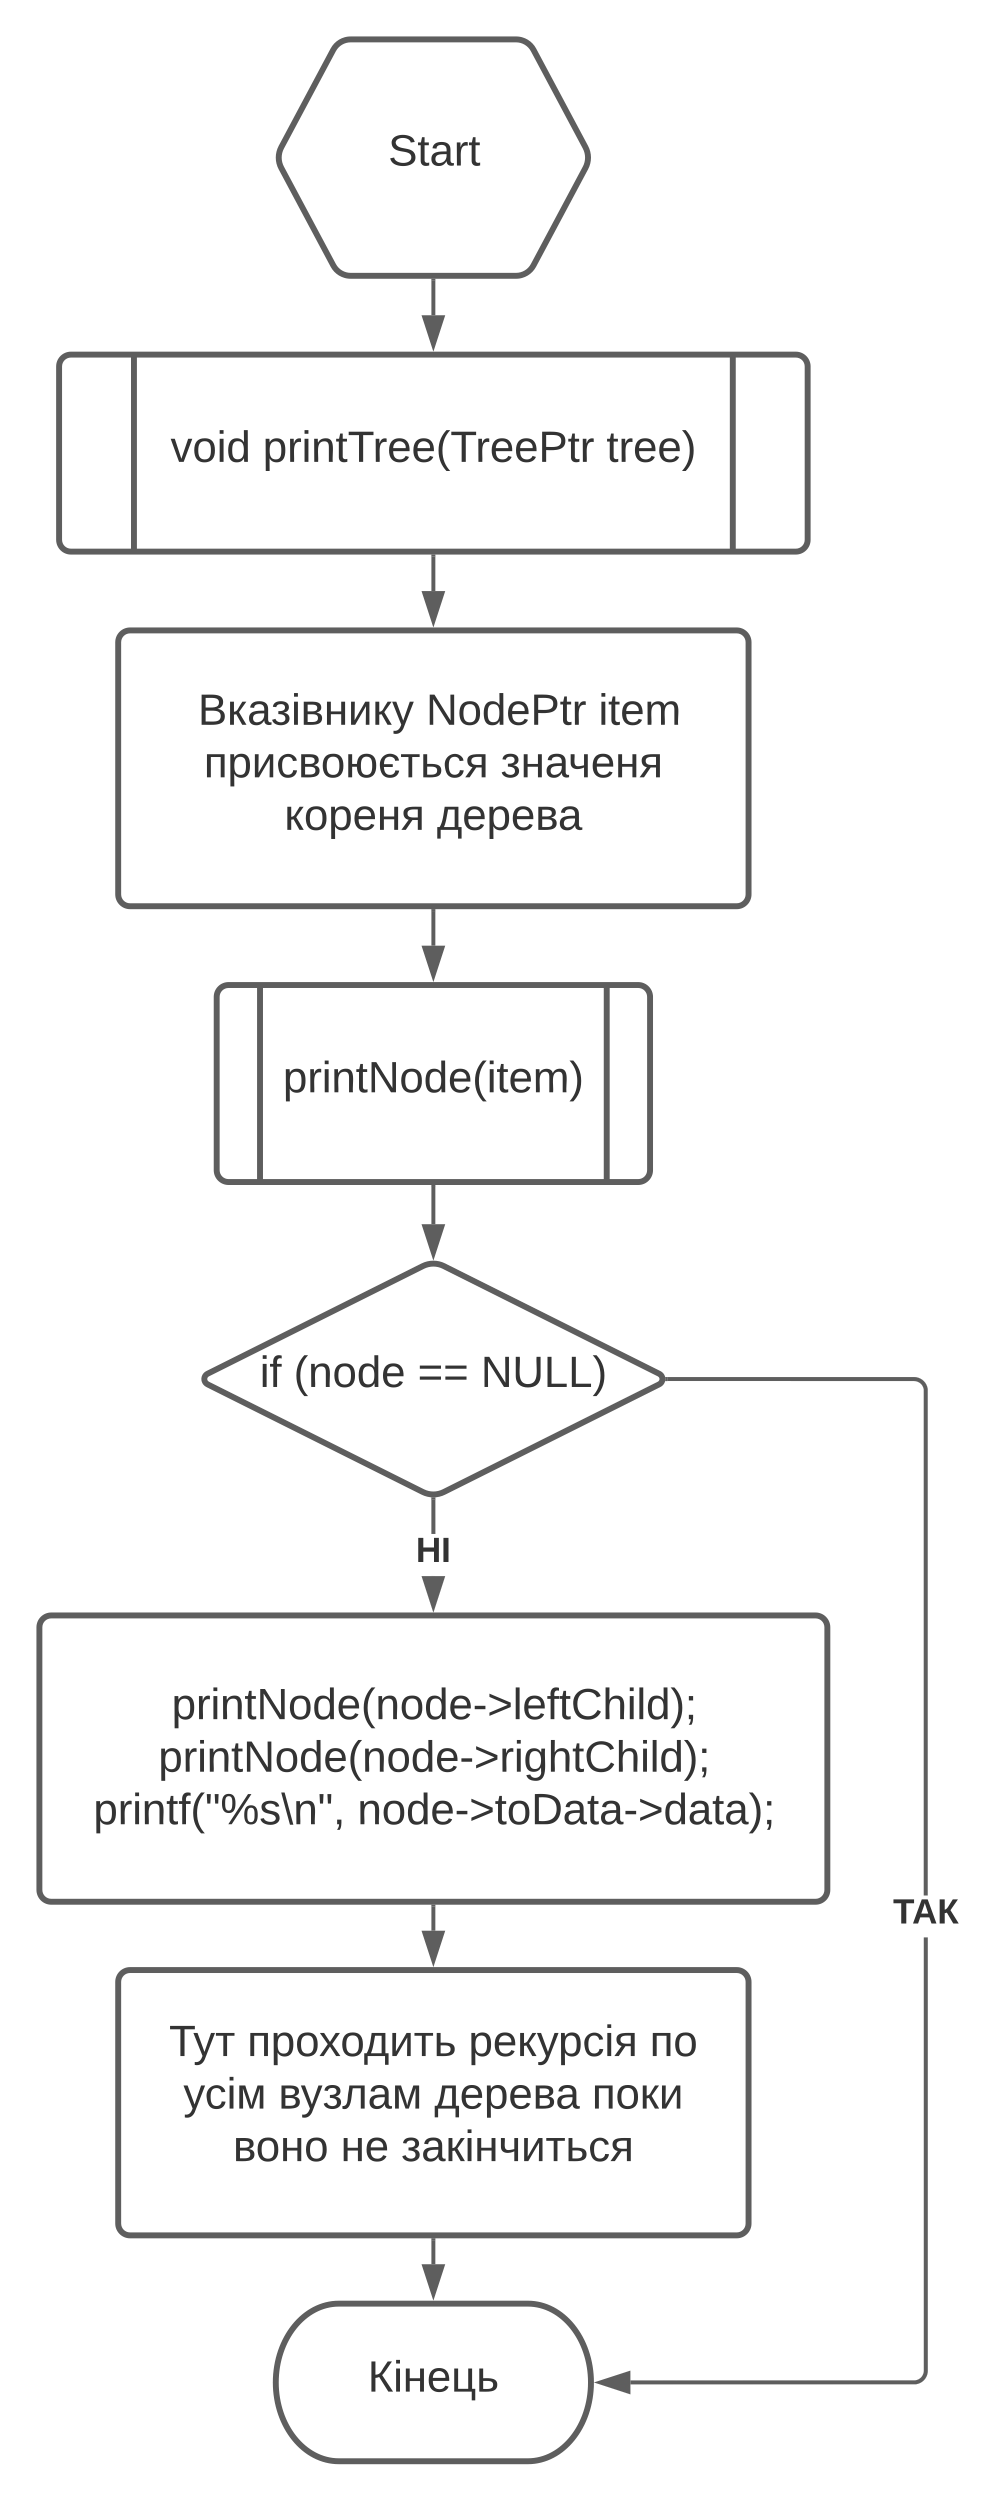 Start
void printTree(TreePtr tree)
Вказівнику NodePtr item
присвоюється значення
кореня дерева
printNode(item)
if (node == NULL)
НІ
printNode(node->leftChild);
printNode(node->rightChild);
printf("%s\n", node->toData->data);
ТАК
Тут проходить рекурсія по
усім вузлам дерева поки
воно не закінчиться
Кінець